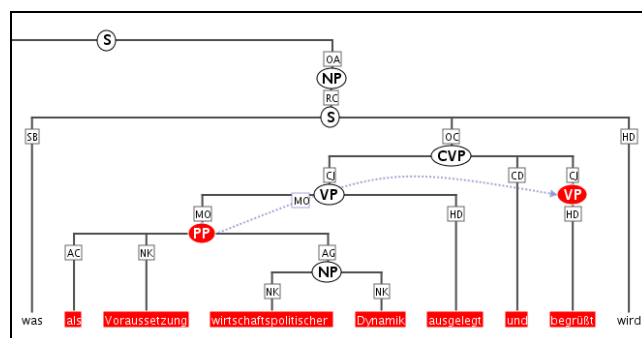 S
OA
NP
RC
S
SB OC HD
CVP
CJ CD CJ
MO VP MO VP
MO HD HD
PP
AC NK AG
NP
NK NK
was als Voraussetzung wirtschaftspolitischer Dynamik ausgelegt und begrüßt wird